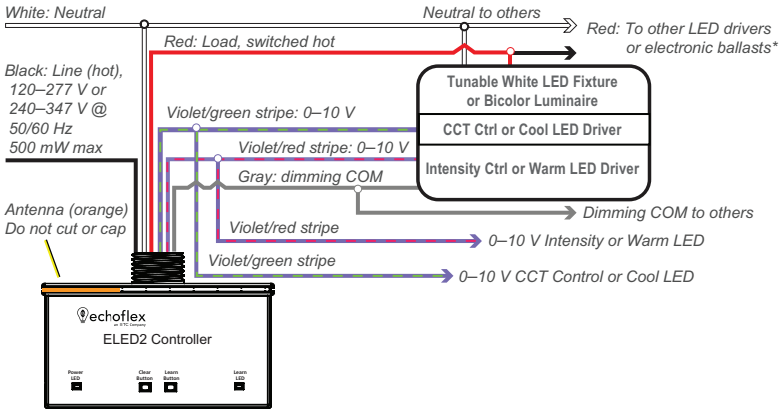 White: Neutral
Neutral to others
Red: To other LED drivers
or electronic ballasts*
Red: Load, switched hot
Black: Line (hot),
120–277 V or
240–347 V @
50/60 Hz
500 mW max
Tunable White LED Fixture
or Bicolor Luminaire
Violet/green stripe: 0–10 V
CCT Ctrl or Cool LED Driver
Violet/red stripe: 0–10 V
Intensity Ctrl or Warm LED Driver
Gray: dimming COM
Antenna (orange)
Do not cut or cap
Dimming COM to others
Violet/red stripe
0–10 V Intensity or Warm LED
Violet/green stripe
0–10 V CCT Control or Cool LED
echoflex
an ETC Company
ELED2 Controller
Power
LED
Clear
Button
Learn
Button
Learn
LED